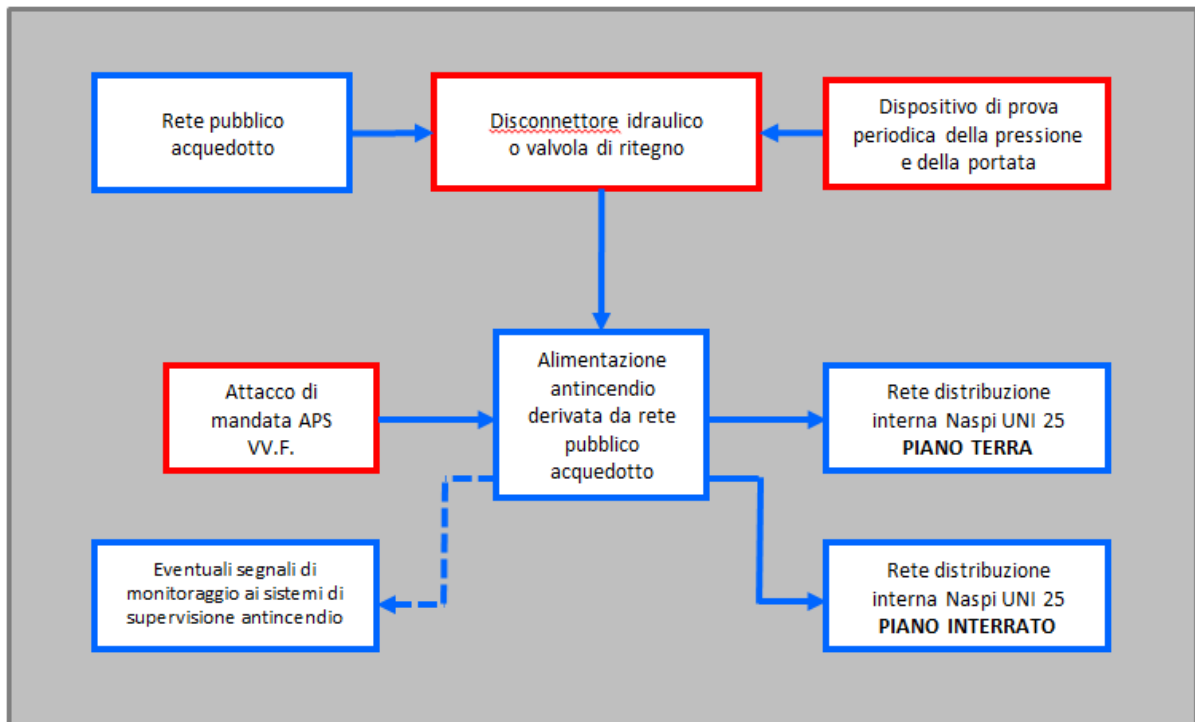 Rete pubblico
acquedotto
Disconnettore idraulico
o valvola di ritegno
Dispositivo di prova
periodica della pressione
e della portata
Attacco di
mandata APS
VV.F.
Alimentazione
antincendio
derivata da rete
pubblico
acquedotto
Rete distribuzione
interna Naspi UNI 25
PIANO TERRA
Eventuali segnali di
monitoraggio ai sistemi di
supervisione antincendio
Rete distribuzione
interna Naspi UNI 25
PIANO INTERRATO